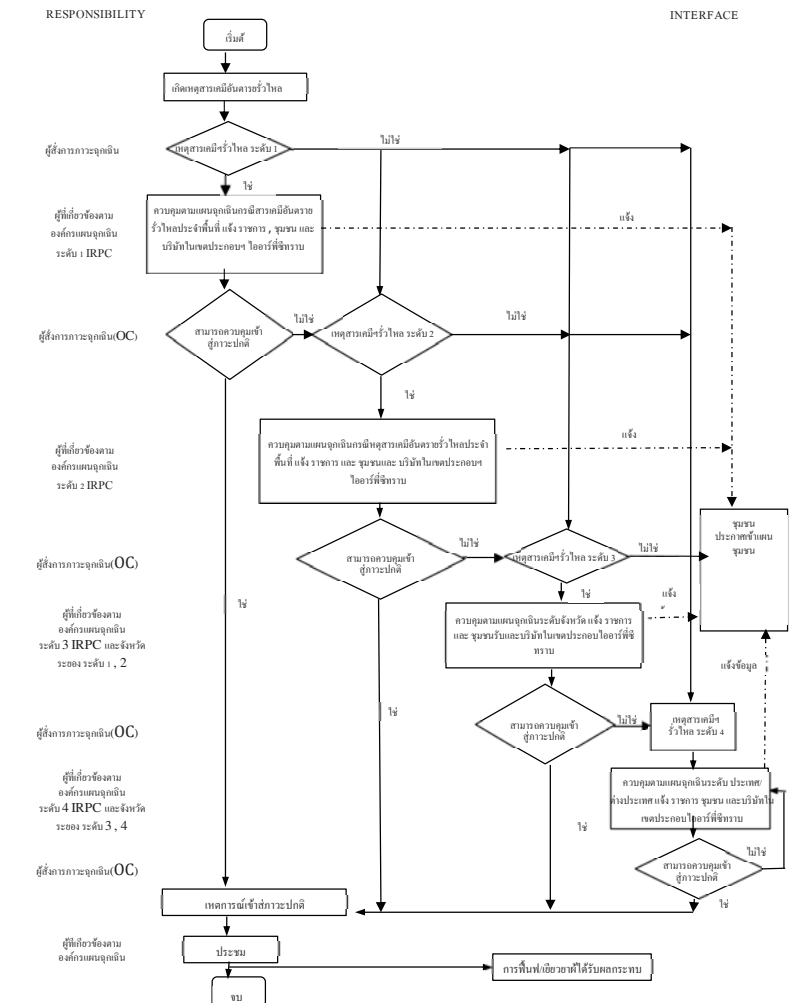 RESPONSIBILITY
INTERFACE
เริ่มต้
เกิดเหตุสารเคมีอันตารยรั่วไหล
ผู้สั่งการภาวะฉุกเฉิน
เหตุสารเคมีฯรั่วไหล ระดับ 1
ไม่ใช่
ใช่
ผู้ที่เกี่ยวข้องตาม
องค์กรแผนฉุกเฉิน
ระดับ 1 IRPC
ควบคุมตามแผนฉุกเฉินกรณีสารเคมีอันตราย
รั่วไหลประจำพื้นที่ แจ้ง ราชการ , ชุมชน และ
บริษัทในเขตประกอบฯ ไออาร์พีซีทราบ
แจ้ง
ผู้สั่งการภาวะฉุกเฉิน(OC)
สามารถควบคุมเข้า
สู่ภาวะปกติ
ไม่ใช่
เหตุสารเคมีฯรั่วไหล ระดับ 2
ไม่ใช่
ใช่
ผู้ที่เกี่ยวข้องตาม
องค์กรแผนฉุกเฉิน
ระดับ 2 IRPC
ควบคุมตามแผนฉุกเฉินกรณีหตุสารเคมีอันตรายรั่วไหลประจำ
พื้นที่ แจ้ง ราชการ และ ชุมชนและ บริษัทในเขตประกอบฯ
ไออาร์พีซีทราบ
แจ้ง
ชุมชน
ประกาศเข้าแผน
ชุมชน
ผู้สั่งการภาวะฉุกเฉิน(OC)
สามารถควบคุมเข้า
สู่ภาวะปกติ
ไม่ใช่
เหตุสารเคมีฯรั่วไหล ระดับ 3
ไม่ใช่
ใช่
ใช่
แจ้ง
ผู้ที่เกี่ยวข้องตาม
องค์กรแผนฉุกเฉิน
ระดับ 3 IRPC และจังหวัด
ระยอง ระดับ 1 , 2
ควบคุมตามแผนฉุกเฉินระดับจังหวัด แจ้ง ราชการ
และ ชุมชนรับและบริษัทในเขตประกอบไออาร์พีซี
ทราบ
แจ้งข้อมูล
ใช่
ผู้สั่งการภาวะฉุกเฉิน(OC)
สามารถควบคุมเข้า
สู่ภาวะปกติ
ไม่ใช่
เหตุสารเคมีฯ
รั่วไหล ระดับ 4
ผู้ที่เกี่ยวข้องตาม
องค์กรแผนฉุกเฉิน
ระดับ 4 IRPC และจังหวัด
ระยอง ระดับ 3 , 4
ควบคุมตามแผนฉุกเฉินระดับ ประเทศ/
ต่างประเทศ แจ้ง ราชการ ชุมชน และบริษัทใน
เขตประกอบไออาร์พีซีทราบ
ใช่
ผู้สั่งการภาวะฉุกเฉิน(OC)
สามารถควบคุมเข้า
สู่ภาวะปกติ
ไม่ใช่
ใช่
เหตการณ์เข้าสู่ภาวะปกติ
ผู้ที่เกี่ยวข้องตาม
องค์กรแผนฉุกเฉิน
ประชม
การฟื้นฟ/เยียวยาผู้ได้รับผลกระทบ
จบ